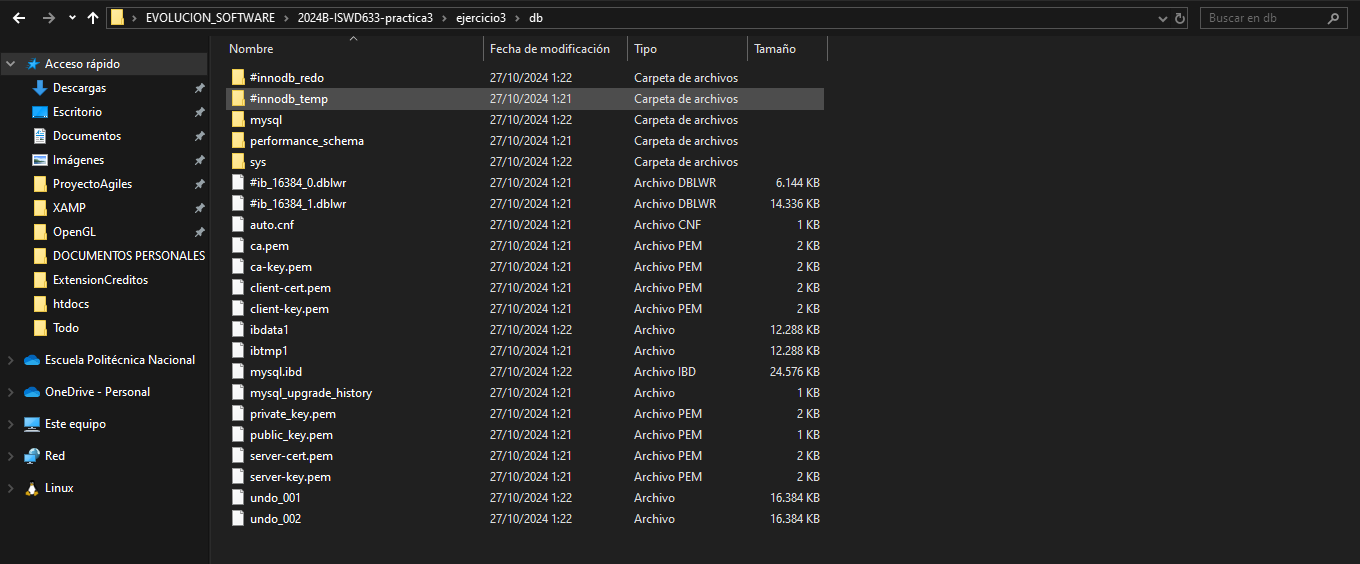 EVOLUCION_SOFTWARE > 2024B-ISWD633-practica3 > ejercicio3 > db
Buscar en db
Nombre Fecha de modificación Tipo Tamaño
Acceso rápido
Descargas
Escritorio
Documentos
Imágenes
ProyectoAgiles
XAMP
OpenGL
DOCUMENTOS PERSONALES
ExtensionCreditos
htdocs
Todo
Escuela Politécnica Nacional
OneDrive - Personal
Este equipo
Red
Linux
#innodb_redo 27/10/2024 1:22 Carpeta de archivos
#innodb_temp 27/10/2024 1:21 Carpeta de archivos
mysql 27/10/2024 1:22 Carpeta de archivos
performance_schema 27/10/2024 1:21 Carpeta de archivos
sys 27/10/2024 1:22 Carpeta de archivos
#ib_16384_0.dblwr 27/10/2024 1:21 Archivo DBLWR 6.144 KB
#ib_16384_1.dblwr 27/10/2024 1:21 Archivo DBLWR 14.336 KB
auto.cnf 27/10/2024 1:21 Archivo CNF 1 KB
ca.pem 27/10/2024 1:21 Archivo PEM 2 KB
ca-key.pem 27/10/2024 1:21 Archivo PEM 2 KB
client-cert.pem 27/10/2024 1:21 Archivo PEM 2 KB
client-key.pem 27/10/2024 1:21 Archivo PEM 2 KB
ibdata1 27/10/2024 1:22 Archivo 12.288 KB
ibtmp1 27/10/2024 1:21 Archivo 12.288 KB
mysql.ibd 27/10/2024 1:22 Archivo IBD 24.576 KB
mysql_upgrade_history 27/10/2024 1:21 Archivo 1 KB
private_key.pem 27/10/2024 1:21 Archivo PEM 2 KB
public_key.pem 27/10/2024 1:21 Archivo PEM 1 KB
server-cert.pem 27/10/2024 1:21 Archivo PEM 2 KB
server-key.pem 27/10/2024 1:21 Archivo PEM 2 KB
undo_001 27/10/2024 1:22 Archivo 16.384 KB
undo_002 27/10/2024 1:22 Archivo 16.384 KB